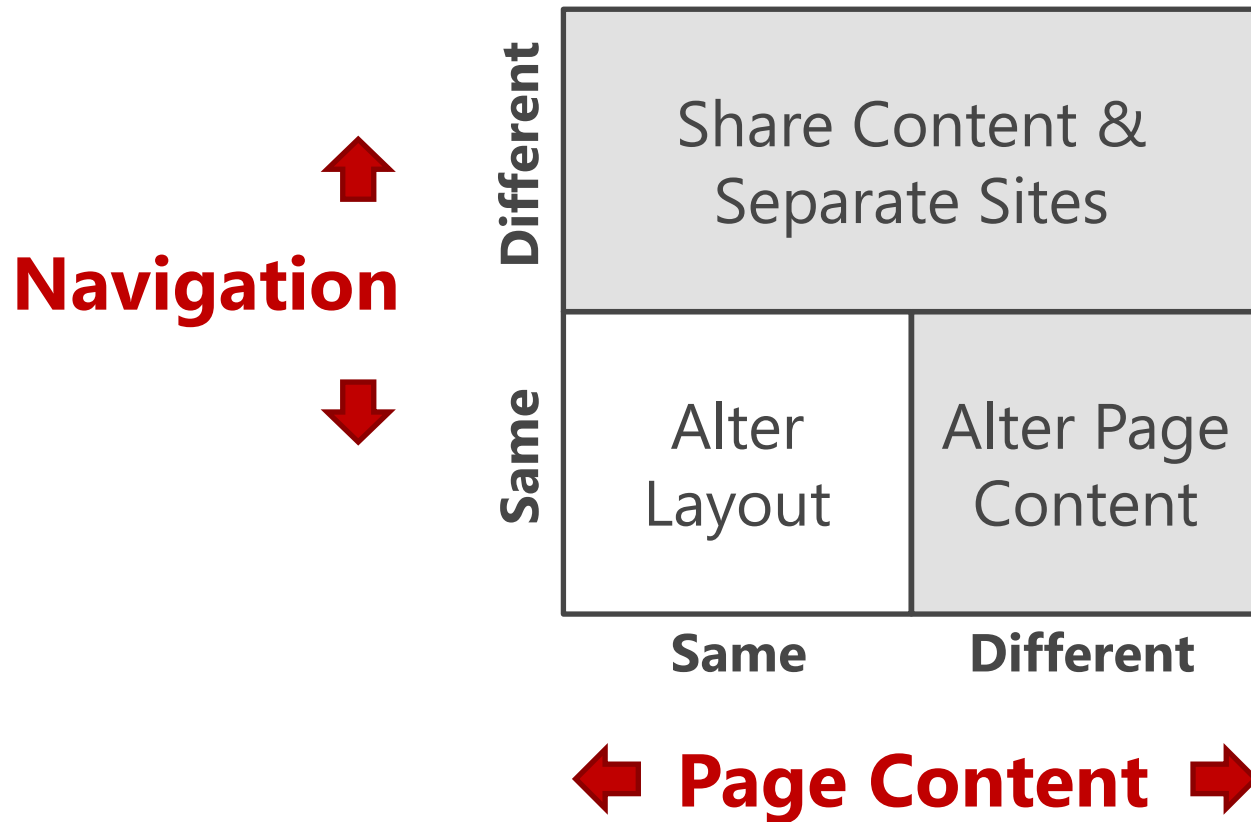 Different
Share Content &
Separate Sites
Navigation
Same
Alter
Layout
Alter Page
Content
Same
Different
Page Content